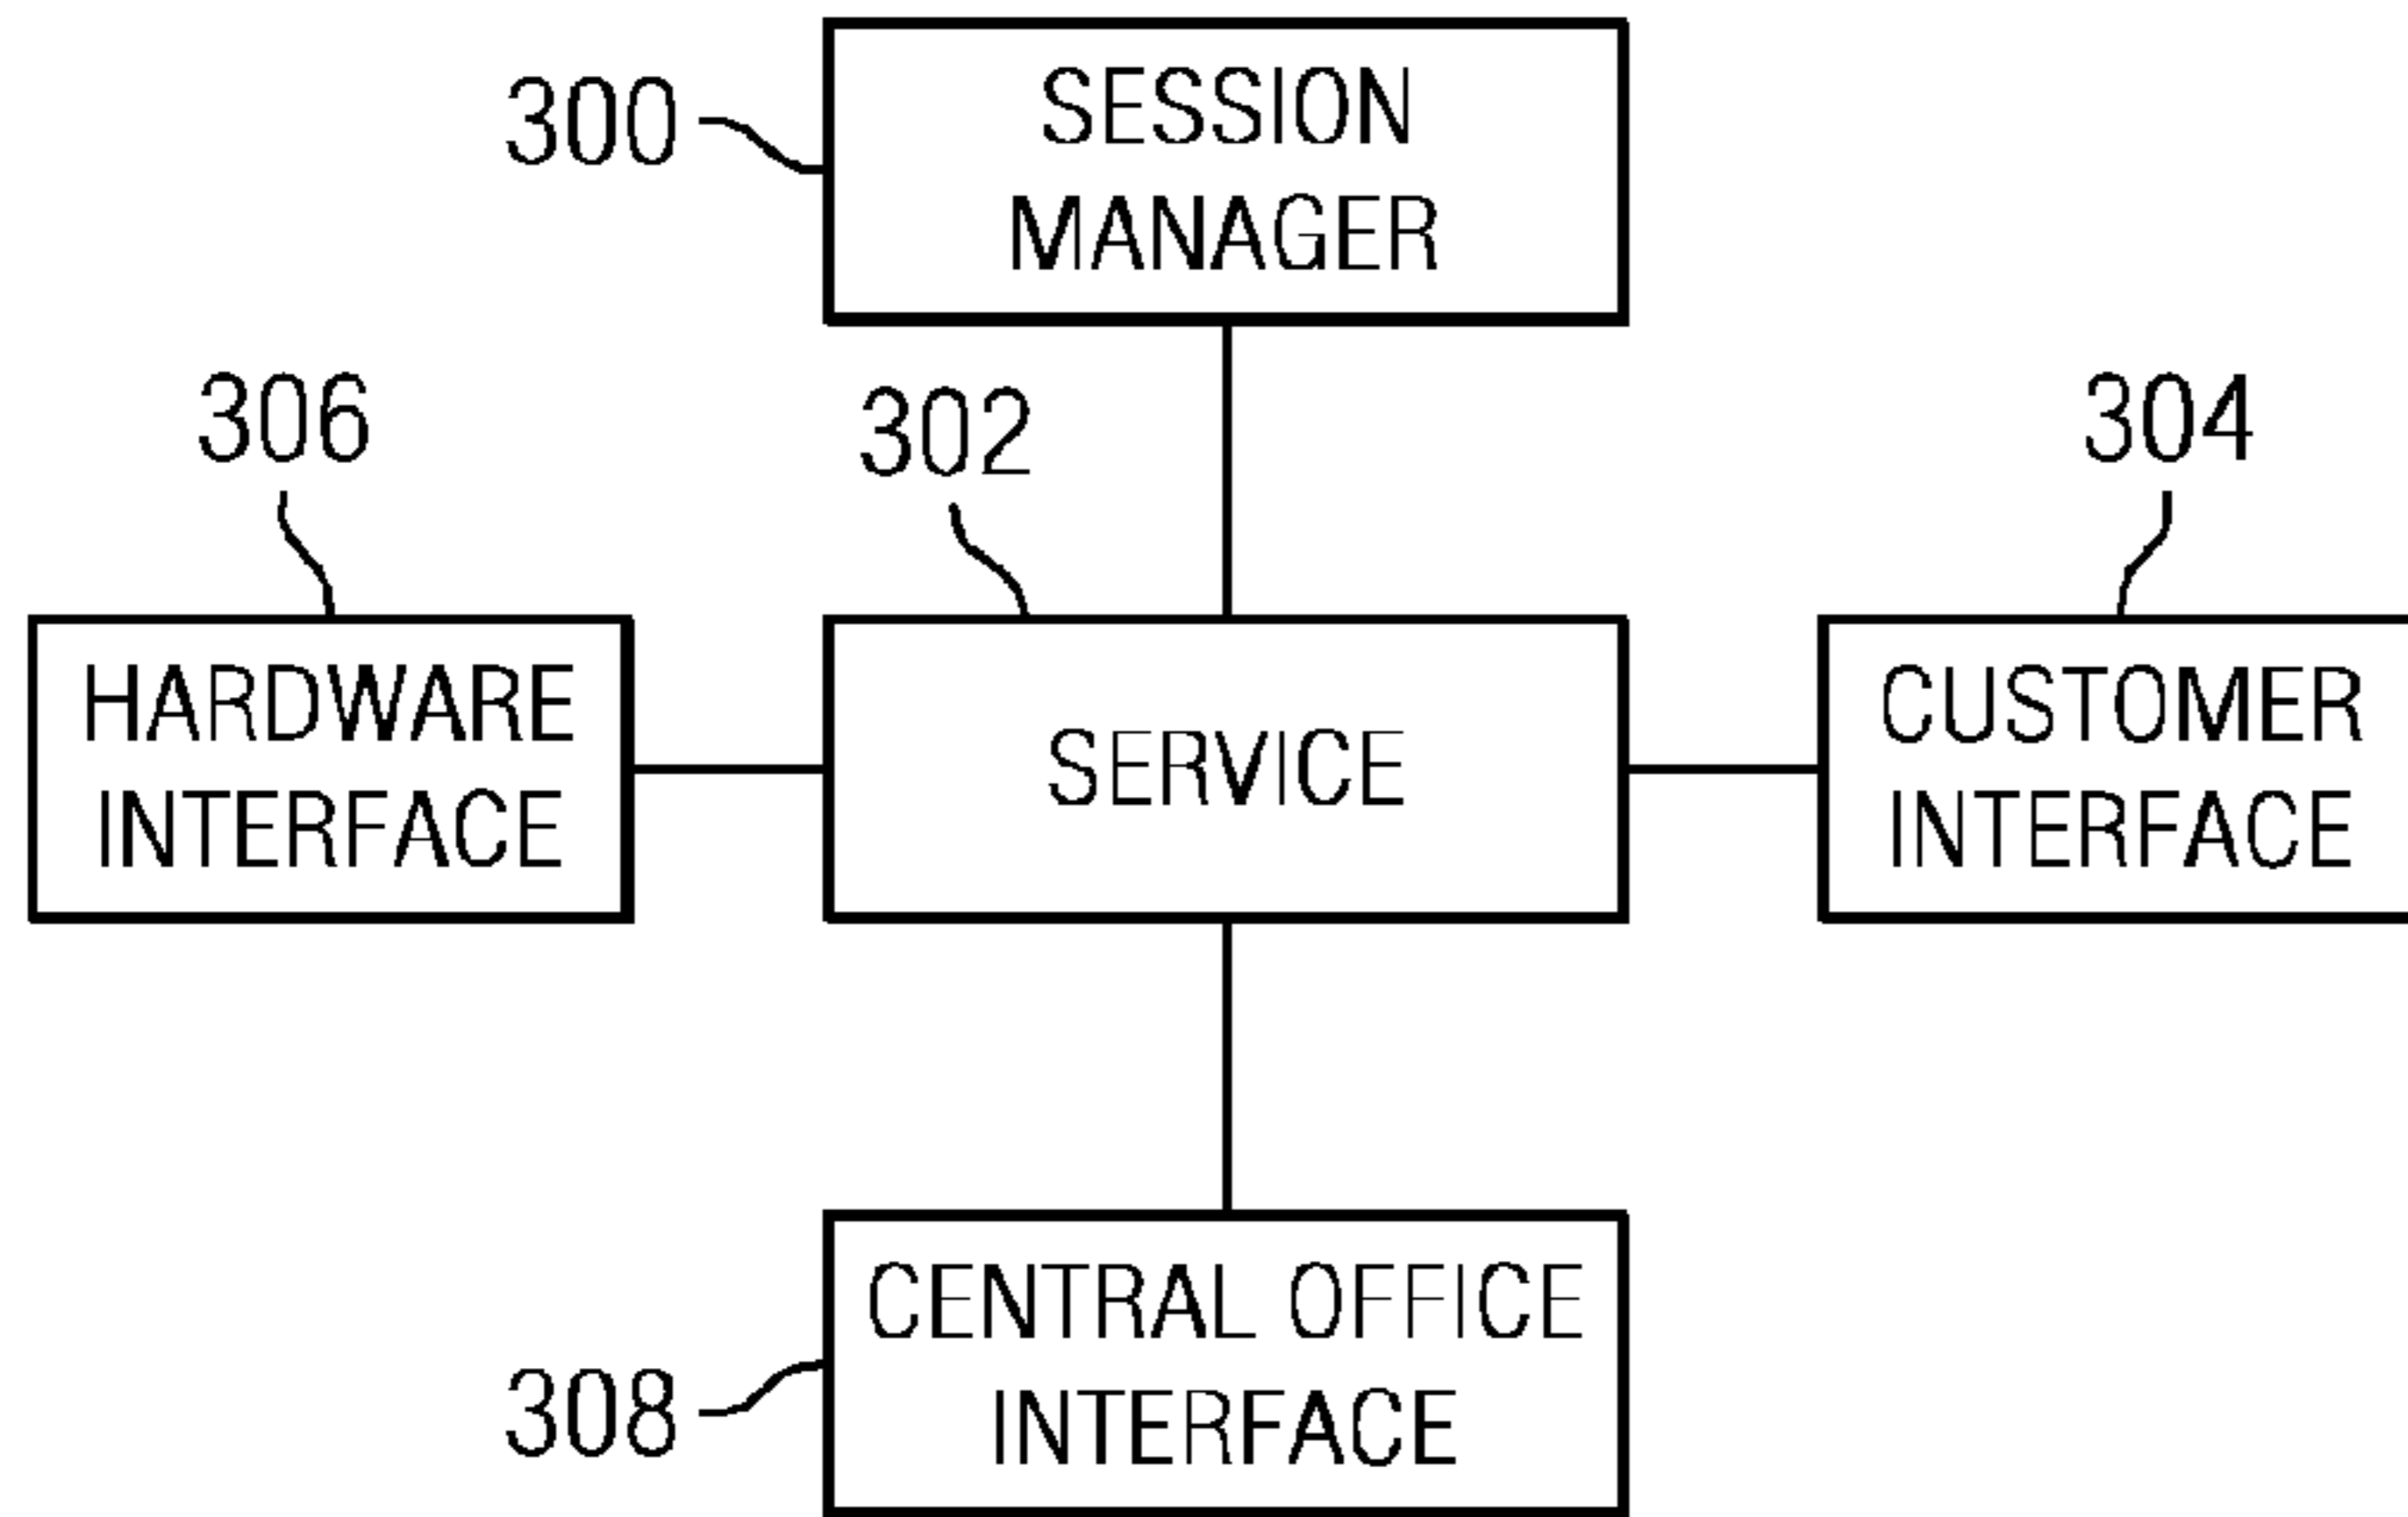 300
SESSION
MANAGER
306
302
304
HARDWARE
INTERFACE
SERVICE
CUSTOMER
INTERFACE
308
CENTRAL OFFICE
INTERFACE